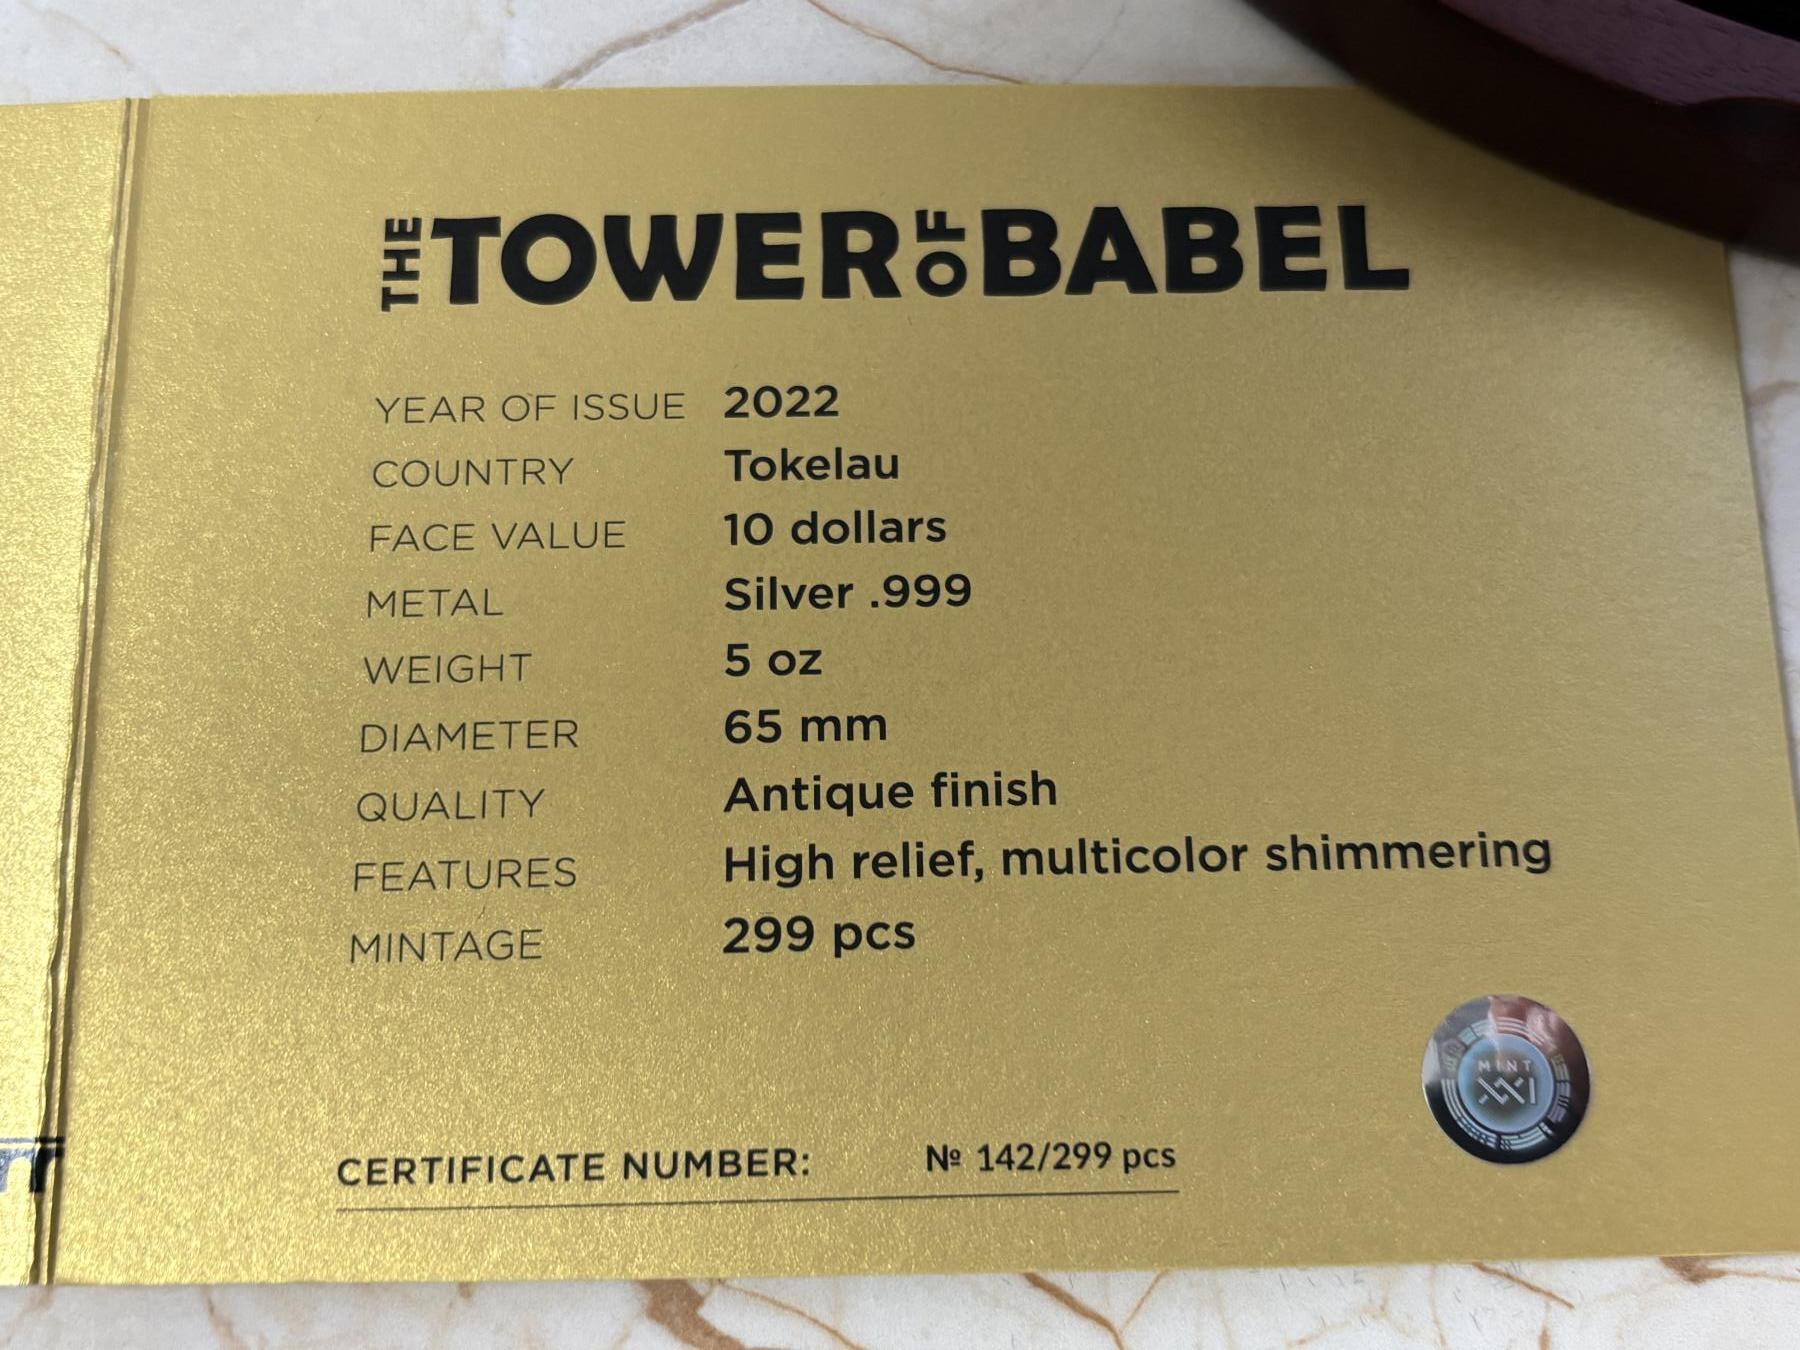 THE TOWER OF BABEL
YEAR OF ISSUE 2022
COUNTRY Tokelau
FACE VALUE 10 dollars
METAL Silver .999
WEIGHT 5 oz
DIAMETER 65 mm
QUALITY Antique finish
FEATURES High relief, multicolor shimmering
MINTAGE 299 pcs
MINT
XXI
CERTIFICATE NUMBER: № 142/299 pcs